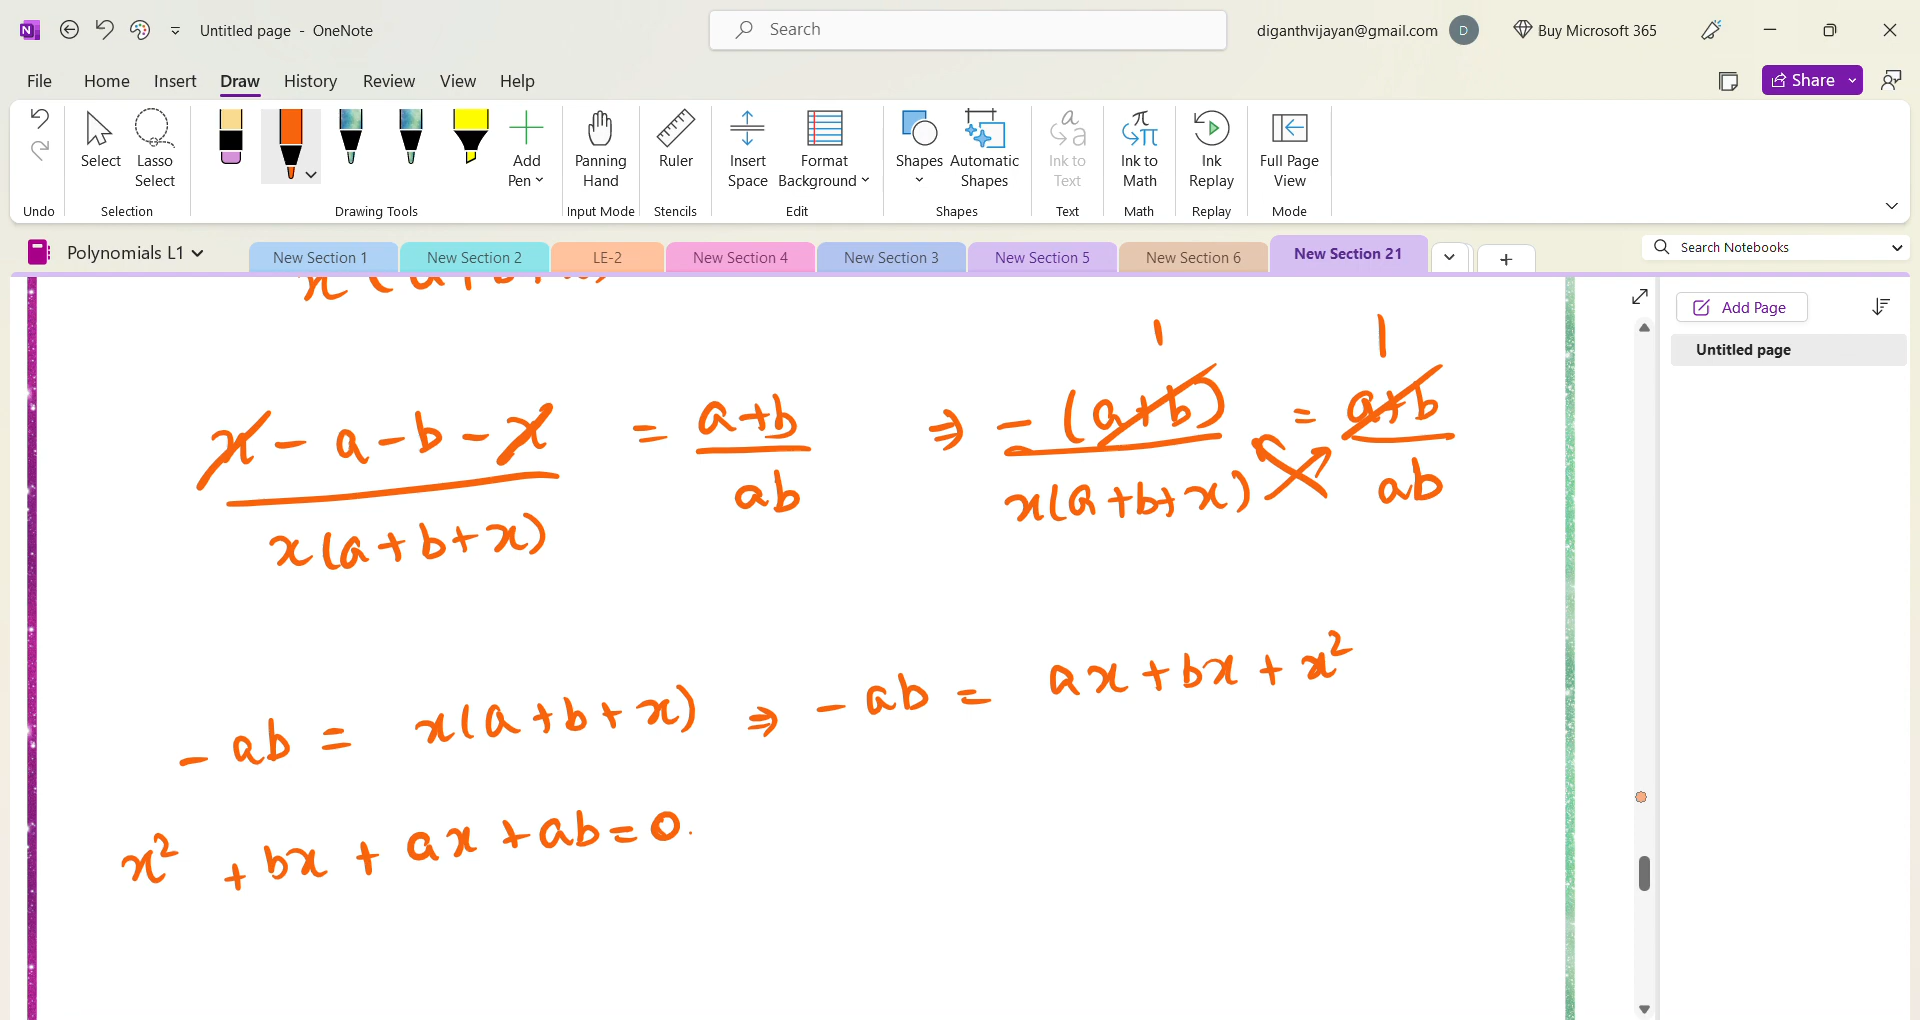 Untitled page - OneNote
Search
diganthvijayan@gmail.com
D
Buy Microsoft 365
File Home Insert Draw History Review View Help
Share
Select
Lasso Select
Add Pen
Panning Hand
Ruler
Insert Space
Format Background
Shapes
Automatic Shapes
Ink to Text
Ink to Math
Ink Replay
Full Page View
Undo Selection Drawing Tools Input Mode Stencils Edit Shapes Text Math Replay Mode
Polynomials L1
New Section 1 New Section 2 LE-2 New Section 4 New Section 3 New Section 5 New Section 6 New Section 21 +
Search Notebooks
Add Page
Untitled page
1 1
x - a - b - x = a+b ⇒ - (a+b) = a+b
x(a+b+x) ab x(a+b+x) ab
- ab = x(a+b+x) ⇒ - ab = ax + bx + x²
x² + bx + ax + ab = 0.